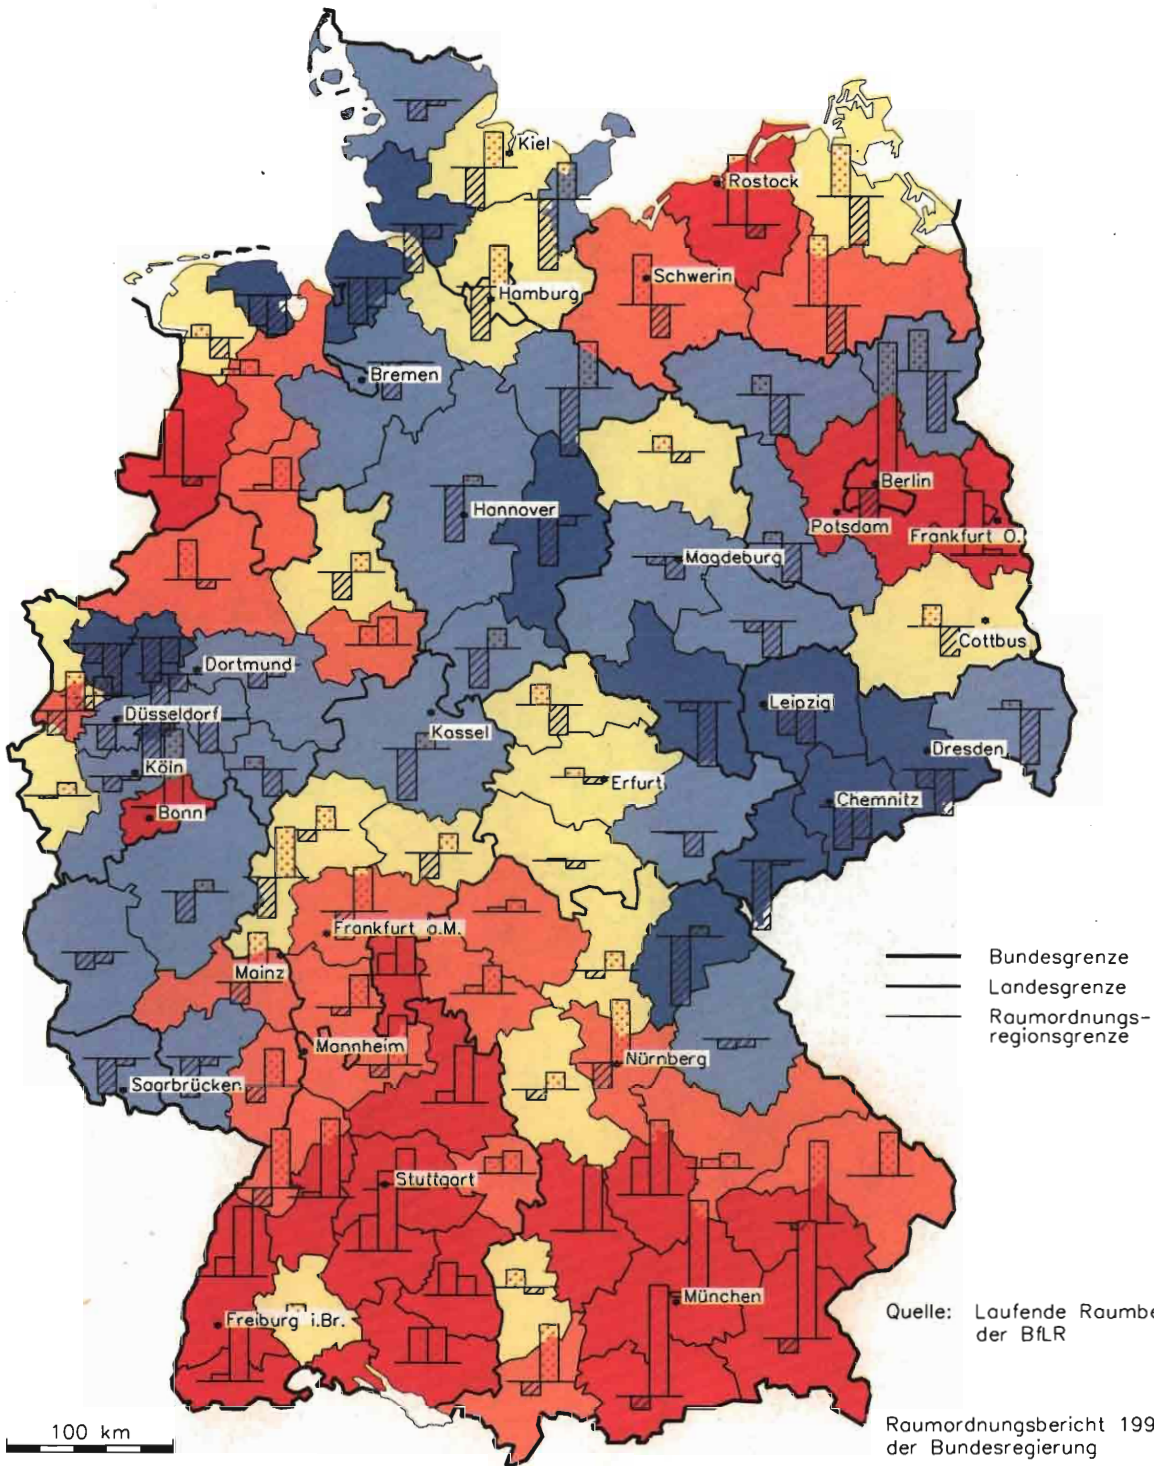 Kiel
Rostock
Schwerin
Hamburg
Bremen
Hannover
Berlin
Potsdam
Frankfurt O.
Magdeburg
Cottbus
Dortmund
Leipzig
Düsseldorf
Kassel
Dresden
Köln
Erfurt
Chemnitz
Bonn
Frankfurt a.M.
Mainz
Mannheim
Nürnberg
Saarbrücken
Stuttgart
München
Freiburg i.Br.
Bundesgrenze
Landesgrenze
Raumordnungs-
regionsgrenze
Quelle: Laufende Raumbe
der BfLR
100 km
Raumordnungsbericht 199
der Bundesregierung